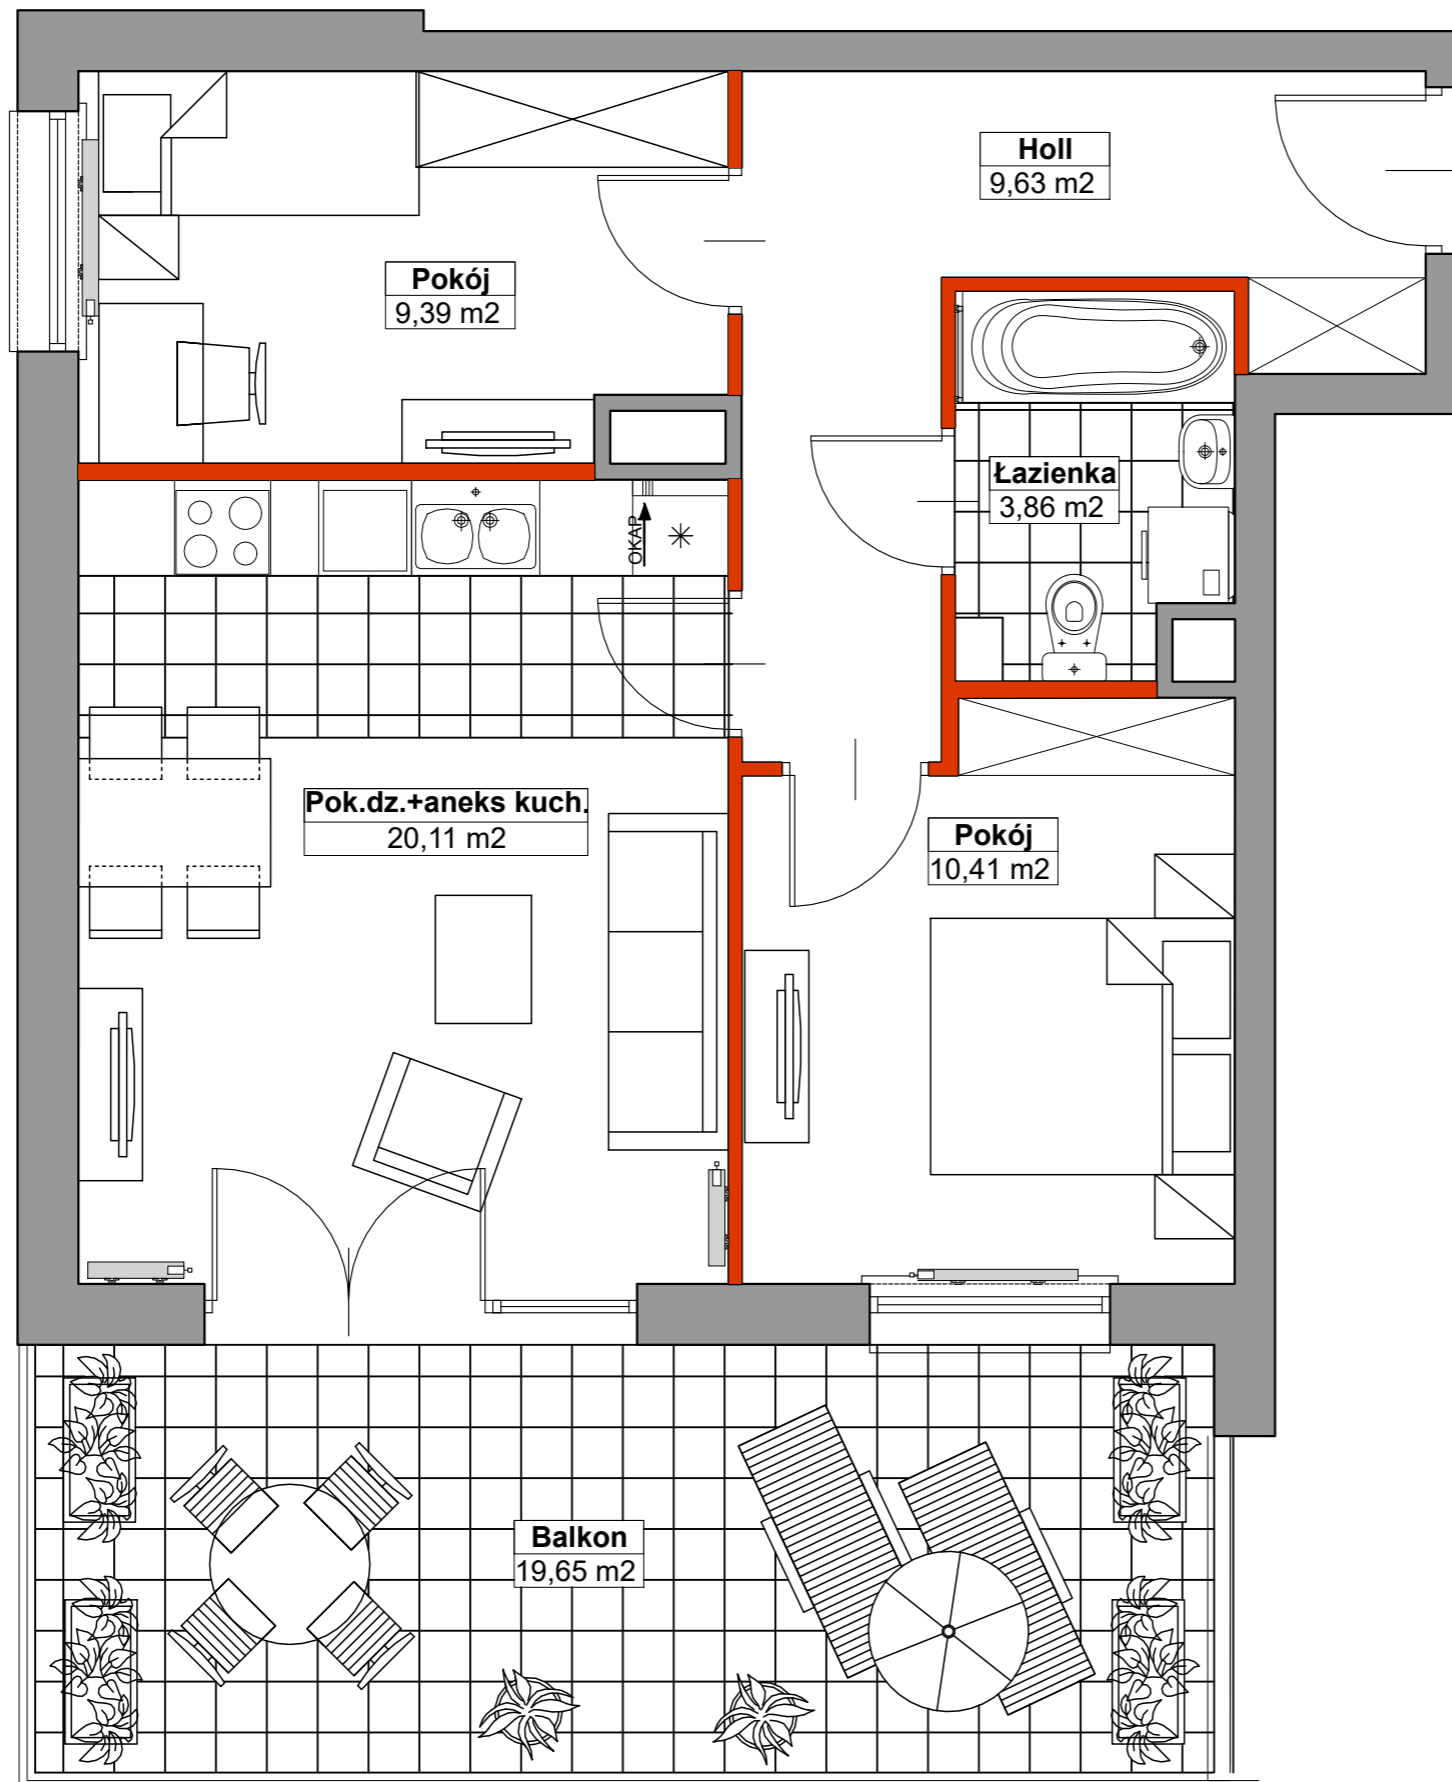 Holl
9,63 m2
Pokój
9,39 m2
Łazienka
3,86 m2
OKAP
Pok.dz.+aneks kuch.
20,11 m2
Pokój
10,41 m2
Balkon
19,65 m2